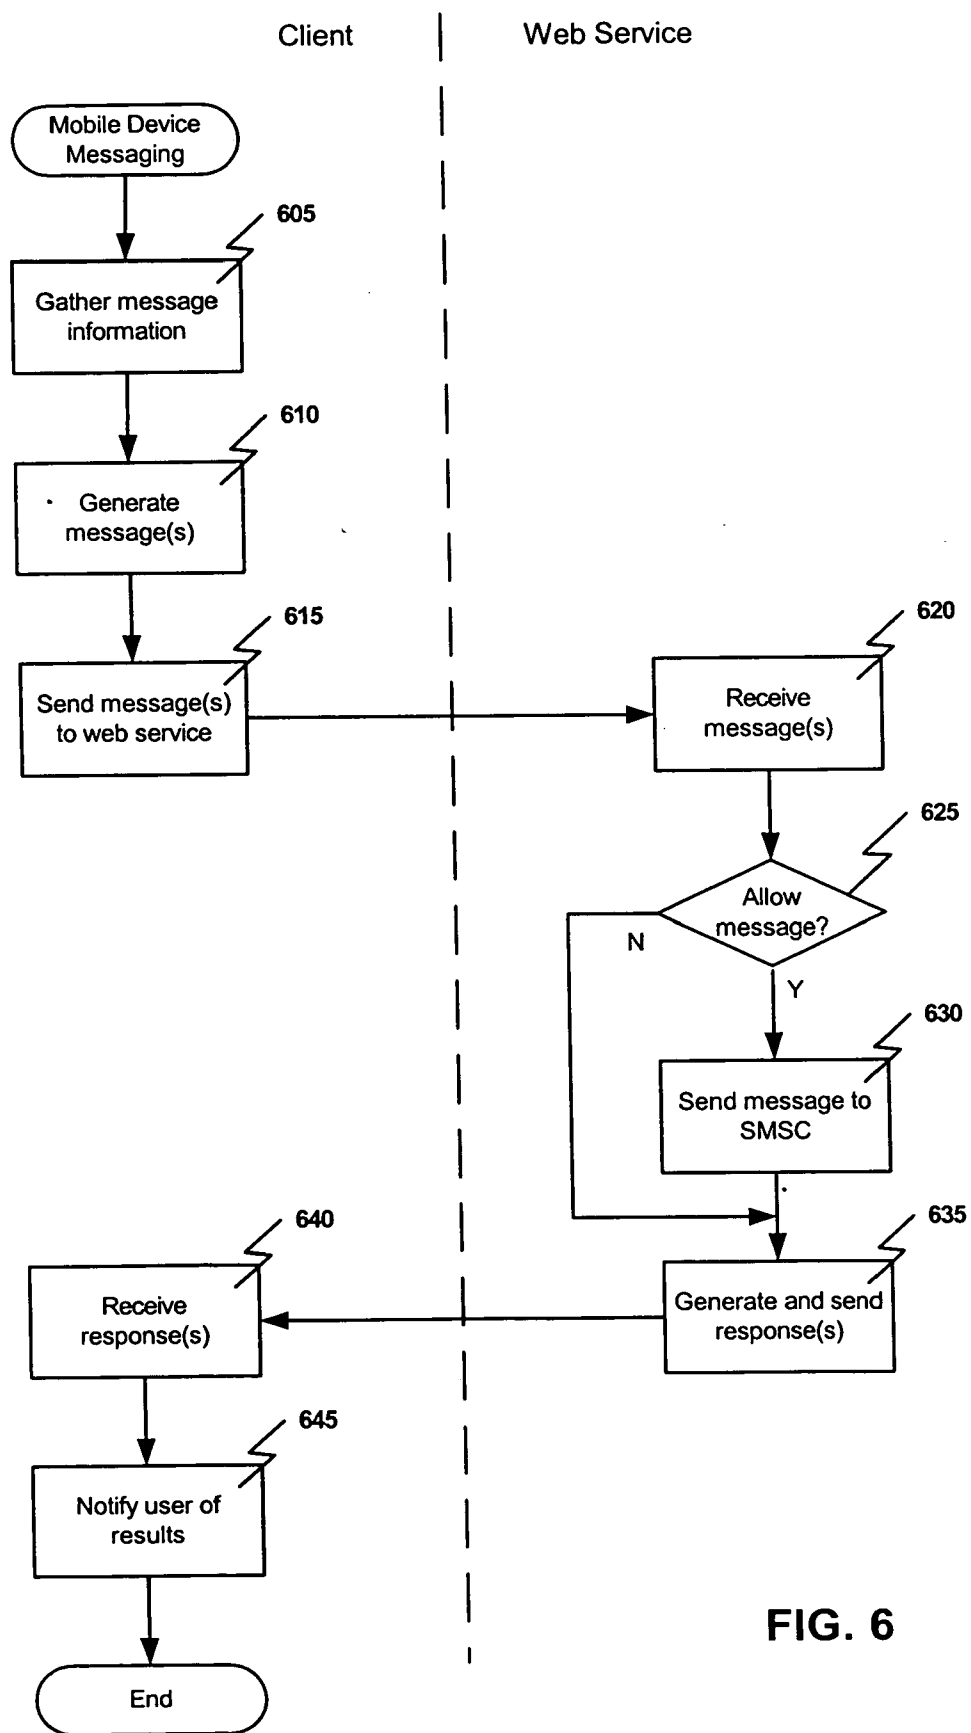 Client
Web Service
Mobile Device
Messaging
605
Gather message
information
610
Generate
message(s)
615
Send message(s)
to web service
620
Receive
message(s)
625
Allow
message?
N
Y
630
Send message to
SMSC
635
Generate and send
response(s)
640
Receive
response(s)
645
Notify user of
results
End
FIG. 6